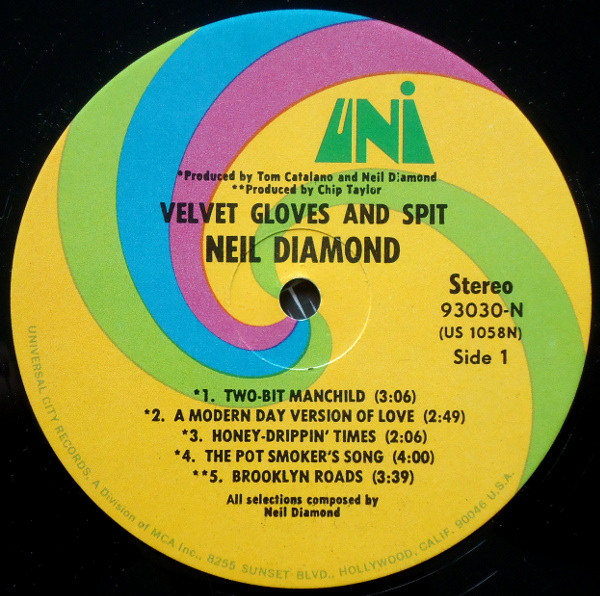 UNI
*Produced by Tom Catalano and Neil Diamond
**Produced by Chip Taylor
VELVET GLOVES AND SPIT
NEIL DIAMOND
Stereo
93030-N
(US 1058N)
Side 1
*1. TWO-BIT MANCHILD (3:06)
*2. A MODERN DAY VERSION OF LOVE (2:49)
*3. HONEY-DRIPPIN' TIMES (2:06)
*4. THE POT SMOKER'S SONG (4:00)
**5. BROOKLYN ROADS (3:39)
All selections composed by
Neil Diamond
UNIVERSAL CITY RECORDS. A Division of MCA Inc., 8255 SUNSET BLVD., HOLLYWOOD, CALIF. 90046 U.S.A.